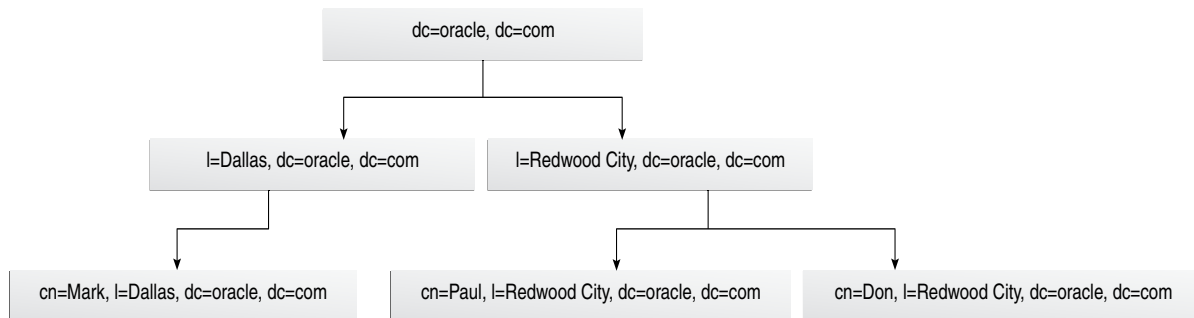 dc=oracle, dc=com
l=Dallas, dc=oracle, dc=com
l=Redwood City, dc=oracle, dc=com
cn=Mark, l=Dallas, dc=oracle, dc=com
cn=Paul, l=Redwood City, dc=oracle, dc=com
cn=Don, l=Redwood City, dc=oracle, dc=com